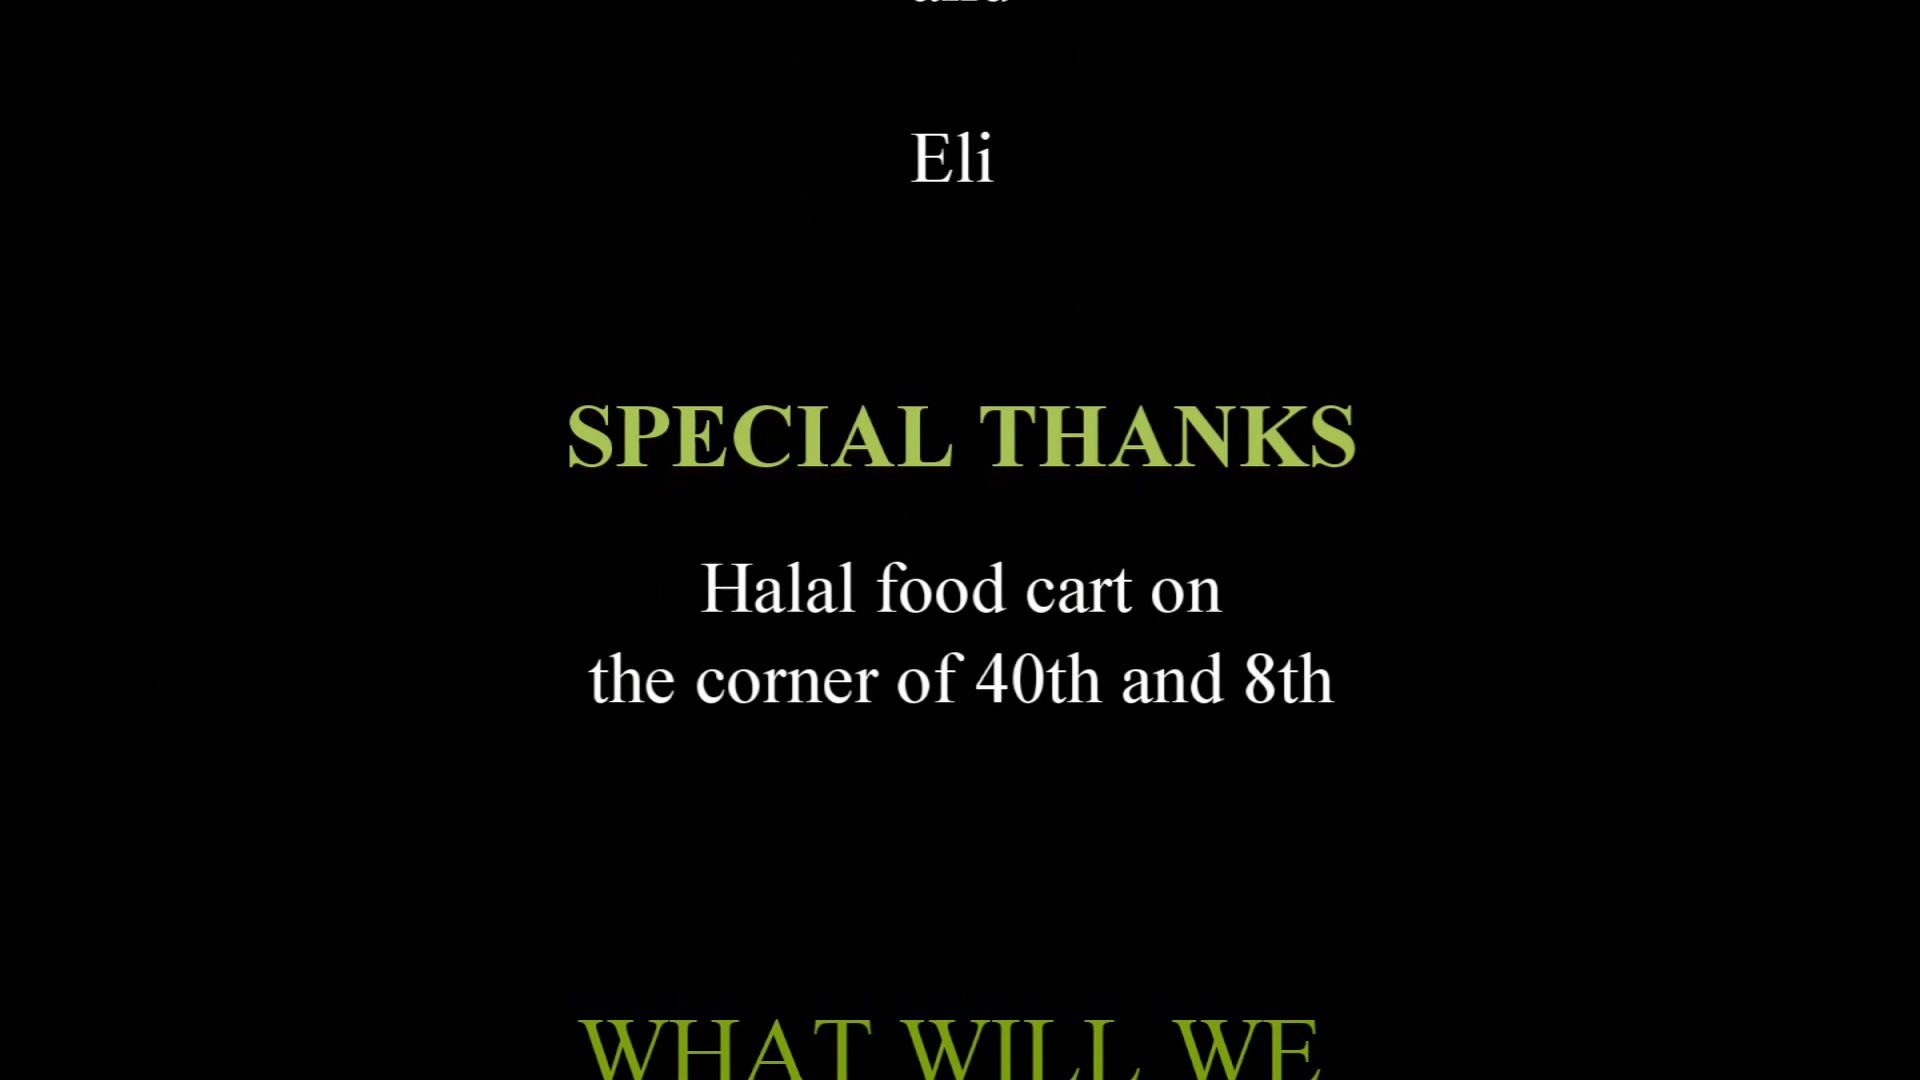 Eli
SPECIAL THANKS
Halal food cart on
the corner of 40th and 8th
WHAT WILL WE